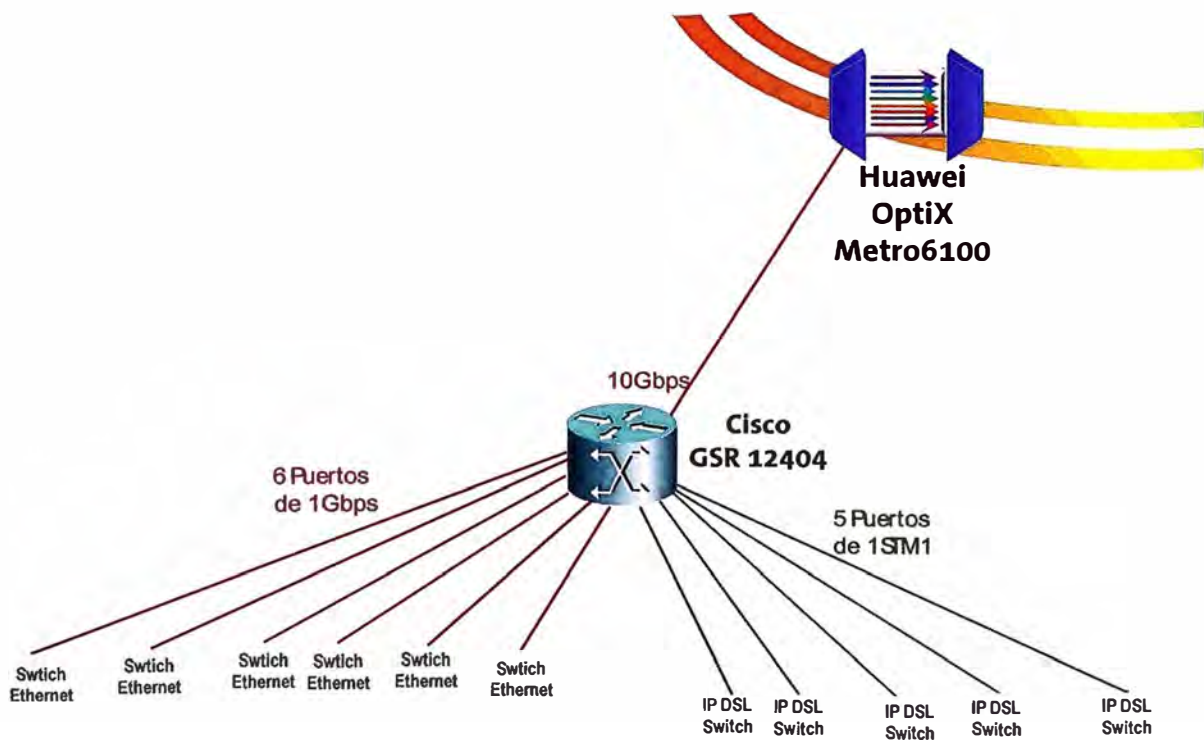 Huawei
OptiX
Metro6100
10Gbps
Cisco
GSR 12404
6 Puertos
de 1Gbps
5 Puertos
de 1STM1
Swtich
Ethernet
Swtich
Ethernet
Swtich
Ethernet
Swtich
Ethernet
Swtich
Ethernet
Swtich
Ethernet
IP DSL
Switch
IP DSL
Switch
IP DSL
Switch
IP DSL
Switch
IP DSL
Switch